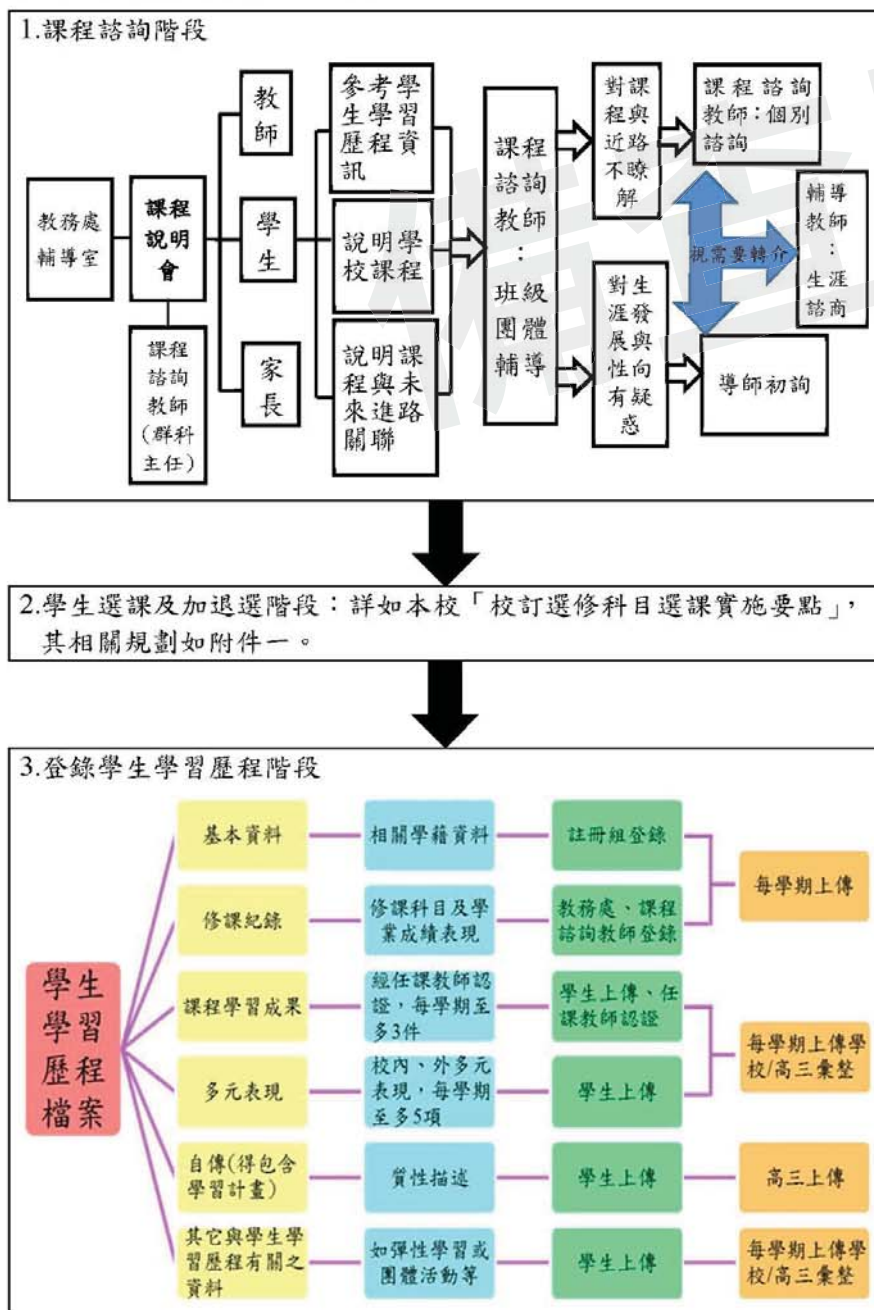 1.課程諮詢階段
教務處
輔導室
課程
說明
會
課程
諮詢
教師
(群科
主任)
教
師
學
生
家
長
參考學
生學習
歷程資
訊
說明學
校課程
說明課
程與未
來進路
關聯
課程
諮詢
教師
：
班級
團體
輔導
對課
程與
近路
不瞭
解
對生
涯發
展與
性向
有疑
惑
課程諮詢
教師：個別
諮詢
導師初詢
視需要轉介
輔導
教師
：
生涯
諮商
備查
2.學生選課及加退選階段：詳如本校「校訂選修科目選課實施要點」，
其相關規劃如附件一。
3.登錄學生學習歷程階段
學生
學習
歷程
檔案
基本資料
相關學籍資料
註冊組登錄
每學期上傳
修課紀錄
修課科目及學
業成績表現
教務處、課程
諮詢教師登錄
課程學習成果
經任課教師認
證，每學期至
多3件
學生上傳、任
課教師認證
每學期上傳學
校/高三彙整
多元表現
校內、外多元
表現，每學期
至多5項
學生上傳
自傳(得包含
學習計畫)
質性描述
學生上傳
高三上傳
其它與學生學
習歷程有關之
資料
如彈性學習或
團體活動等
學生上傳
每學期上傳學
校/高三彙整